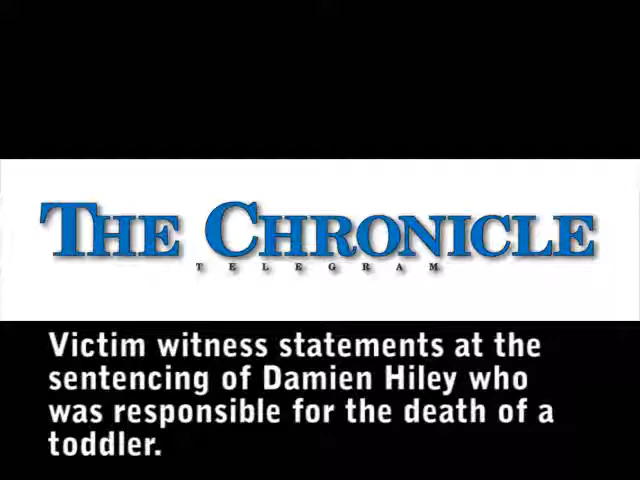 THE CHRONICLE
TELEGRAM
Victim witness statements at the
sentencing of Damien Hiley who
was responsible for the death of a
toddler.